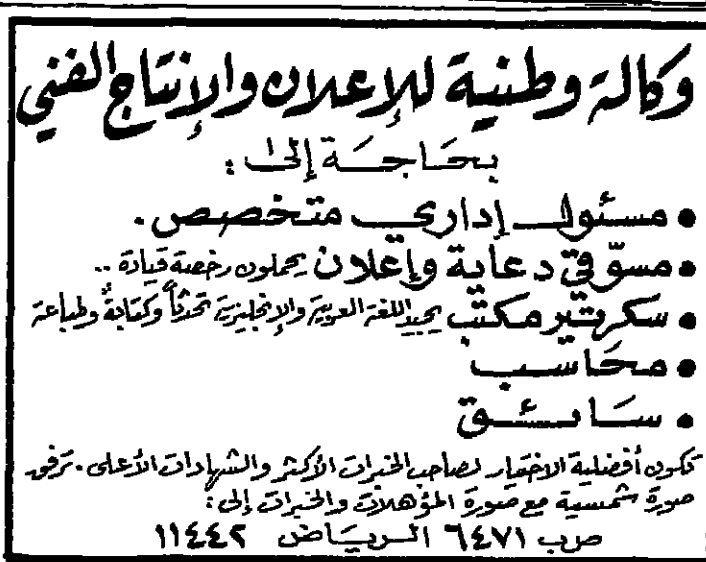 وكالة وطنية للإعلان والإنتاج الفني
بحاجة إلى :
• مسئول إداري متخصص .
• مسوّقي دعاية وإعلان يحملون رخصة قيادة ..
• سكرتير مكتب يجيد اللغة العربية والإنجليزية تحدثاً وكتابةً وطباعة
• محاسب
• سائق
تكون أفضلية الاختيار لصاحب الخبرات الأكثر والشهادات الأعلى . ترفق
صورة شمسية مع صورة المؤهلات والخبرات إلى :
ص ب ٦٤٧١ الرياض ١١٤٤٢